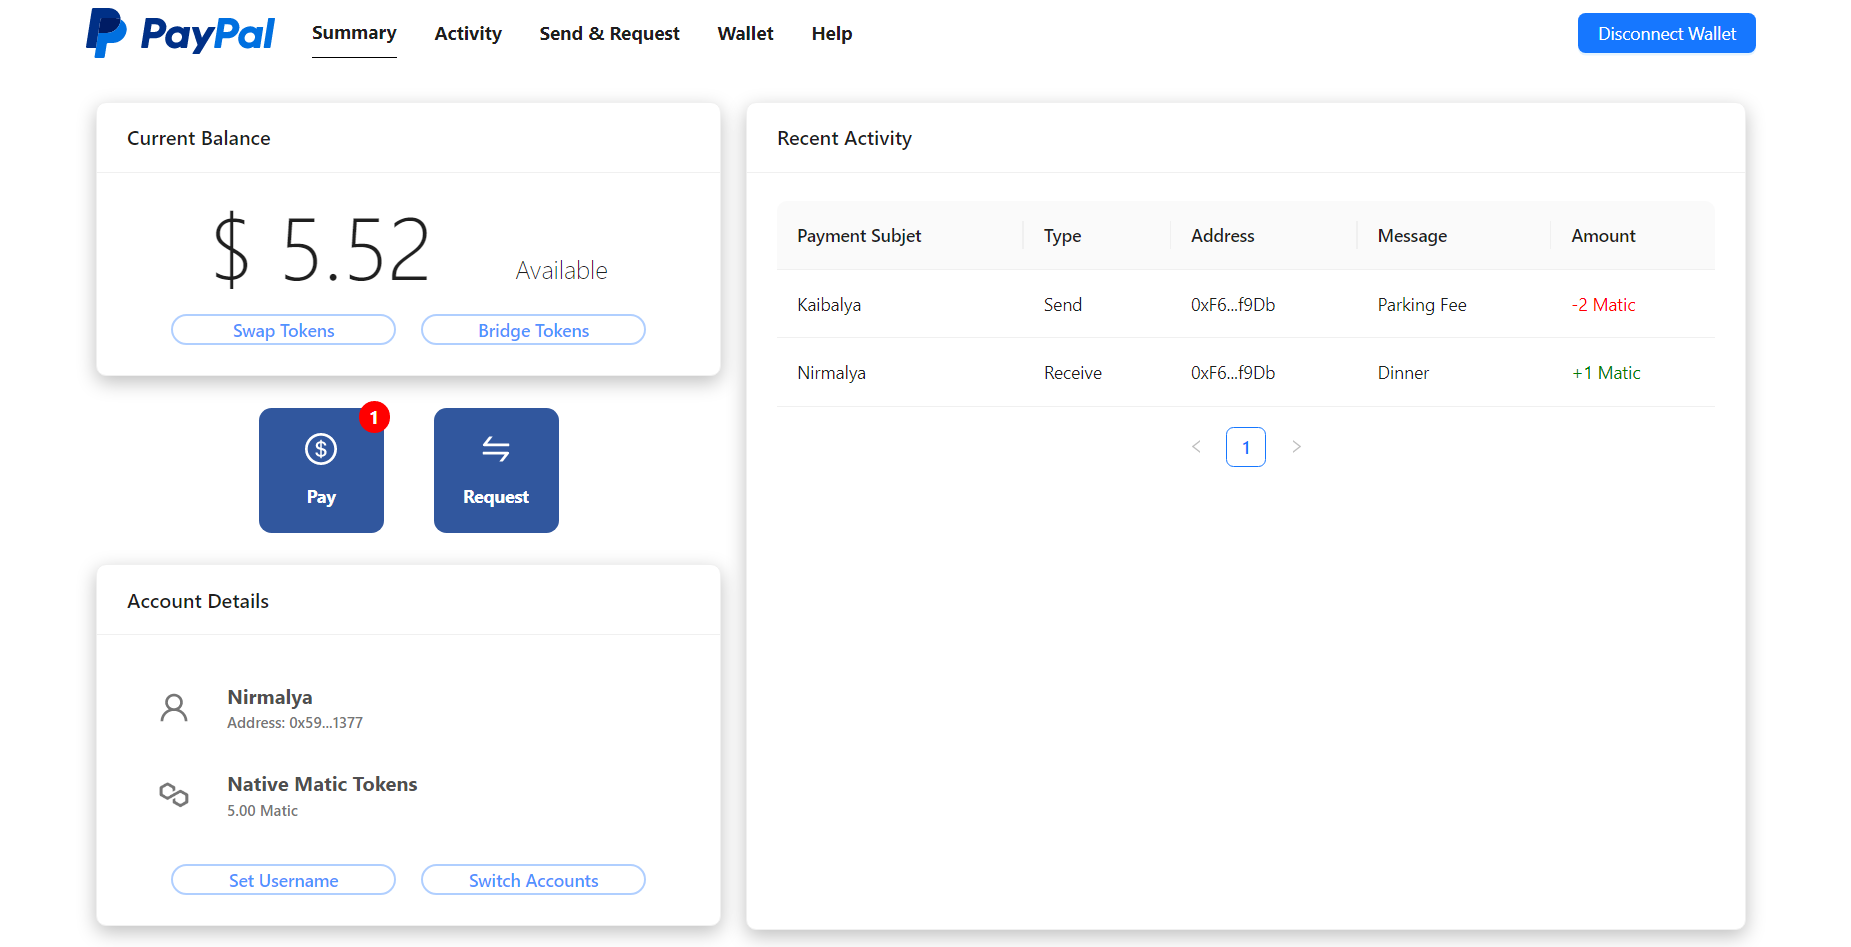 PayPal
Summary Activity Send & Request Wallet Help
Disconnect Wallet
Current Balance
$ 5.52 Available
Swap Tokens Bridge Tokens
1
Pay Request
Account Details
Nirmalya
Address: 0x59...1377
Native Matic Tokens
5.00 Matic
Set Username Switch Accounts
Recent Activity
Payment Subjet Type Address Message Amount
Kaibalya Send 0xF6...f9Db Parking Fee -2 Matic
Nirmalya Receive 0xF6...f9Db Dinner +1 Matic
< 1 >